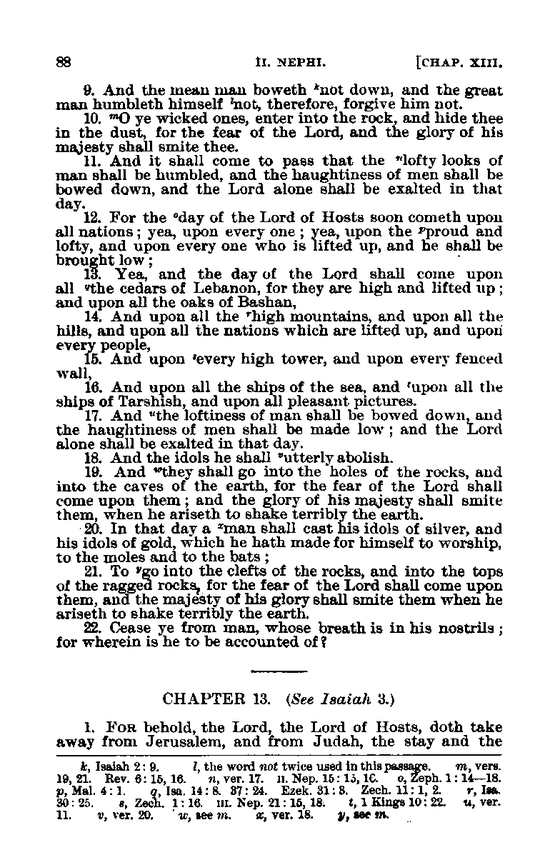 88 II. NEPHI. [CHAP. XIII.
9. And the mean man boweth ᵏnot down, and the great
man humbleth himself ˡnot, therefore, forgive him not.
10. ᵐO ye wicked ones, enter into the rock, and hide thee
in the dust, for the fear of the Lord, and the glory of his
majesty shall smite thee.
11. And it shall come to pass that the ⁿlofty looks of
man shall be humbled, and the haughtiness of men shall be
bowed down, and the Lord alone shall be exalted in that
day.
12. For the ᵒday of the Lord of Hosts soon cometh upon
all nations; yea, upon every one; yea, upon the ᵖproud and
lofty, and upon every one who is lifted up, and he shall be
brought low;
13. Yea, and the day of the Lord shall come upon
all ᑫthe cedars of Lebanon, for they are high and lifted up;
and upon all the oaks of Bashan,
14. And upon all the ʳhigh mountains, and upon all the
hills, and upon all the nations which are lifted up, and upon
every people,
15. And upon ˢevery high tower, and upon every fenced
wall,
16. And upon all the ships of the sea, and ᵗupon all the
ships of Tarshish, and upon all pleasant pictures.
17. And ᵘthe loftiness of man shall be bowed down, and
the haughtiness of men shall be made low; and the Lord
alone shall be exalted in that day.
18. And the idols he shall ᵛutterly abolish.
19. And ʷthey shall go into the holes of the rocks, and
into the caves of the earth, for the fear of the Lord shall
come upon them; and the glory of his majesty shall smite
them, when he ariseth to shake terribly the earth.
20. In that day a ˣman shall cast his idols of silver, and
his idols of gold, which he hath made for himself to worship,
to the moles and to the bats;
21. To ʸgo into the clefts of the rocks, and into the tops
of the ragged rocks, for the fear of the Lord shall come upon
them, and the majesty of his glory shall smite them when he
ariseth to shake terribly the earth.
22. Cease ye from man, whose breath is in his nostrils;
for wherein is he to be accounted of?
CHAPTER 13. (See Isaiah 3.)
1. FOR behold, the Lord, the Lord of Hosts, doth take
away from Jerusalem, and from Judah, the stay and the
k, Isaiah 2: 9. l, the word not twice used in this passage. m, vers.
19, 21. Rev. 6: 15, 16. n, ver. 17. II. Nep. 15: 15, 16. o, Zeph. 1: 14—18.
p, Mal. 4: 1. q, Isa. 14: 8. 37: 24. Ezek. 31: 3. Zech. 11: 1, 2. r, Isa.
30: 25. s, Zech. 1: 16. III. Nep. 21: 15, 18. t, 1 Kings 10: 22. u, ver.
11. v, ver. 20. w, see m. x, ver. 18. y, see m.